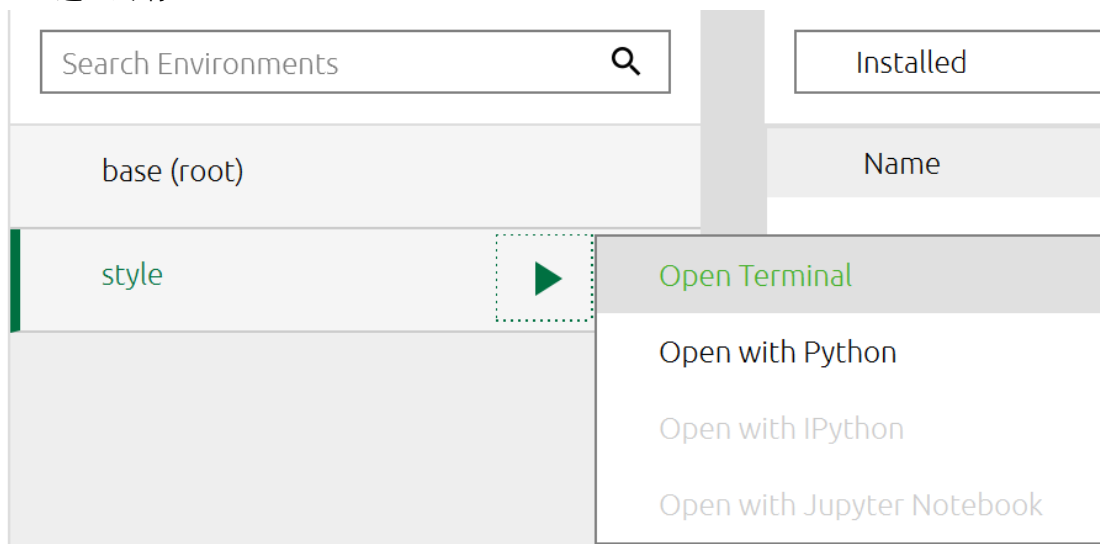 Search Environments
Installed
base (root)
Name
style
Open Terminal
Open with Python
Open with IPython
Open with Jupyter Notebook